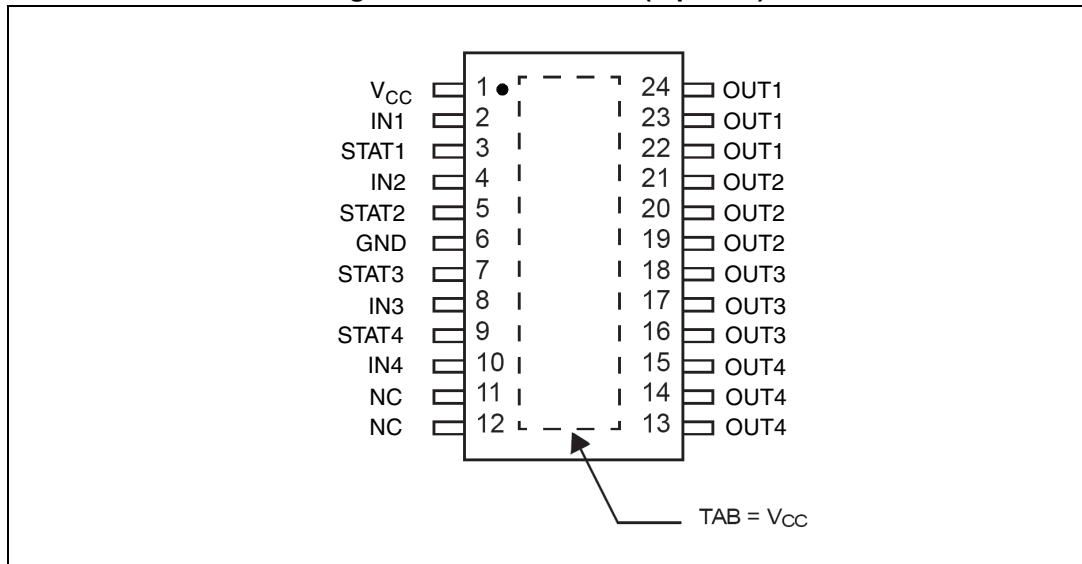 VCC 1 24 OUT1
IN1 2 23 OUT1
STAT1 3 22 OUT1
IN2 4 21 OUT2
STAT2 5 20 OUT2
GND 6 19 OUT2
STAT3 7 18 OUT3
IN3 8 17 OUT3
STAT4 9 16 OUT3
IN4 10 15 OUT4
NC 11 14 OUT4
NC 12 13 OUT4
TAB = VCC